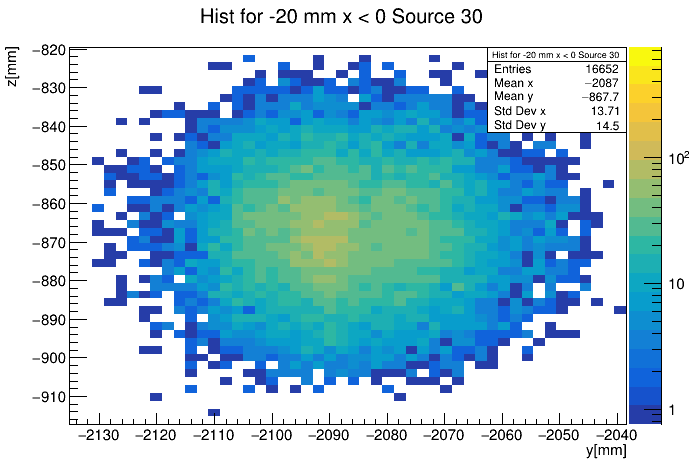 Hist for -20 mm x < 0 Source 30
z[mm]
−820
−830
−840
−850
−860
−870
−880
−890
−900
−910
Hist for -20 mm x < 0 Source 30
Entries 16652
Mean x −2087
Mean y −867.7
Std Dev x 13.71
Std Dev y 14.5
10²
10
1
−2130 −2120 −2110 −2100 −2090 −2080 −2070 −2060 −2050 −2040
y[mm]